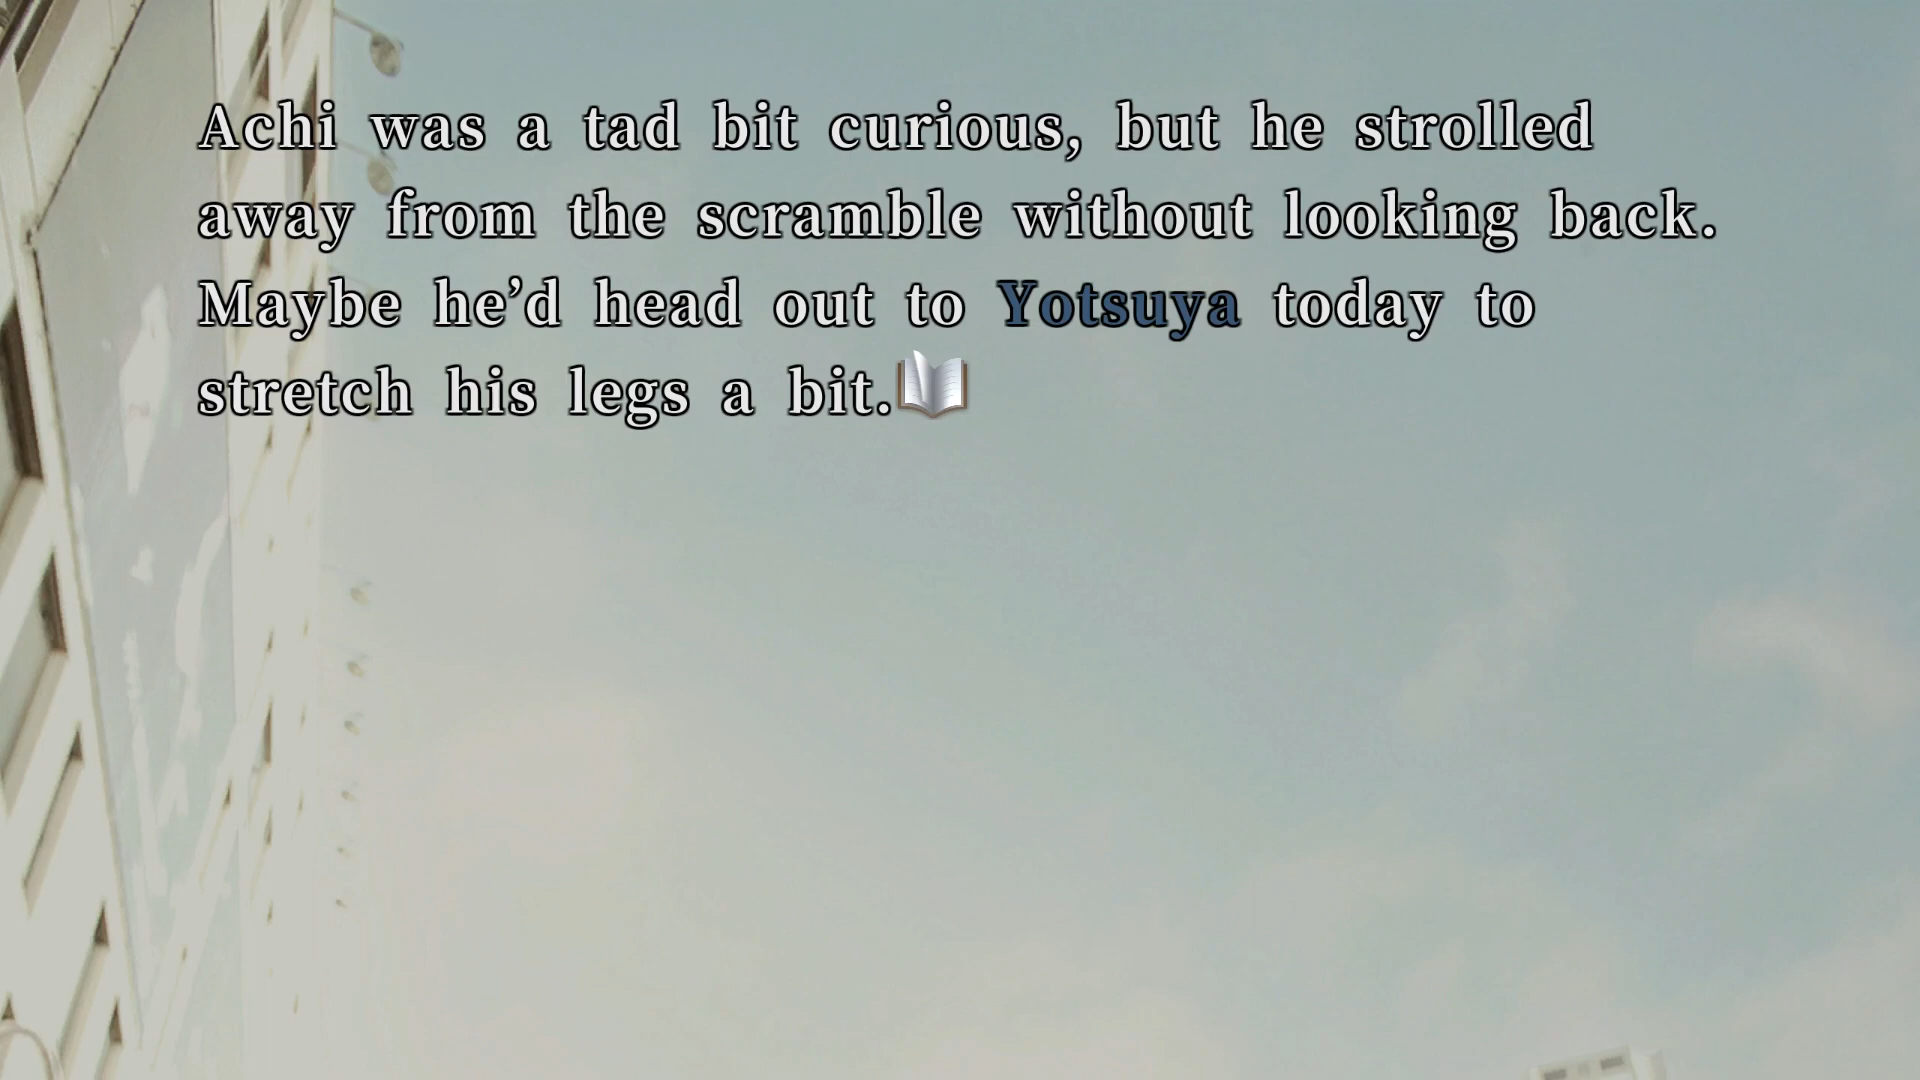 Achi was a tad bit curious, but he strolled
away from the scramble without looking back.
Maybe he’d head out to Yotsuya today to
stretch his legs a bit.